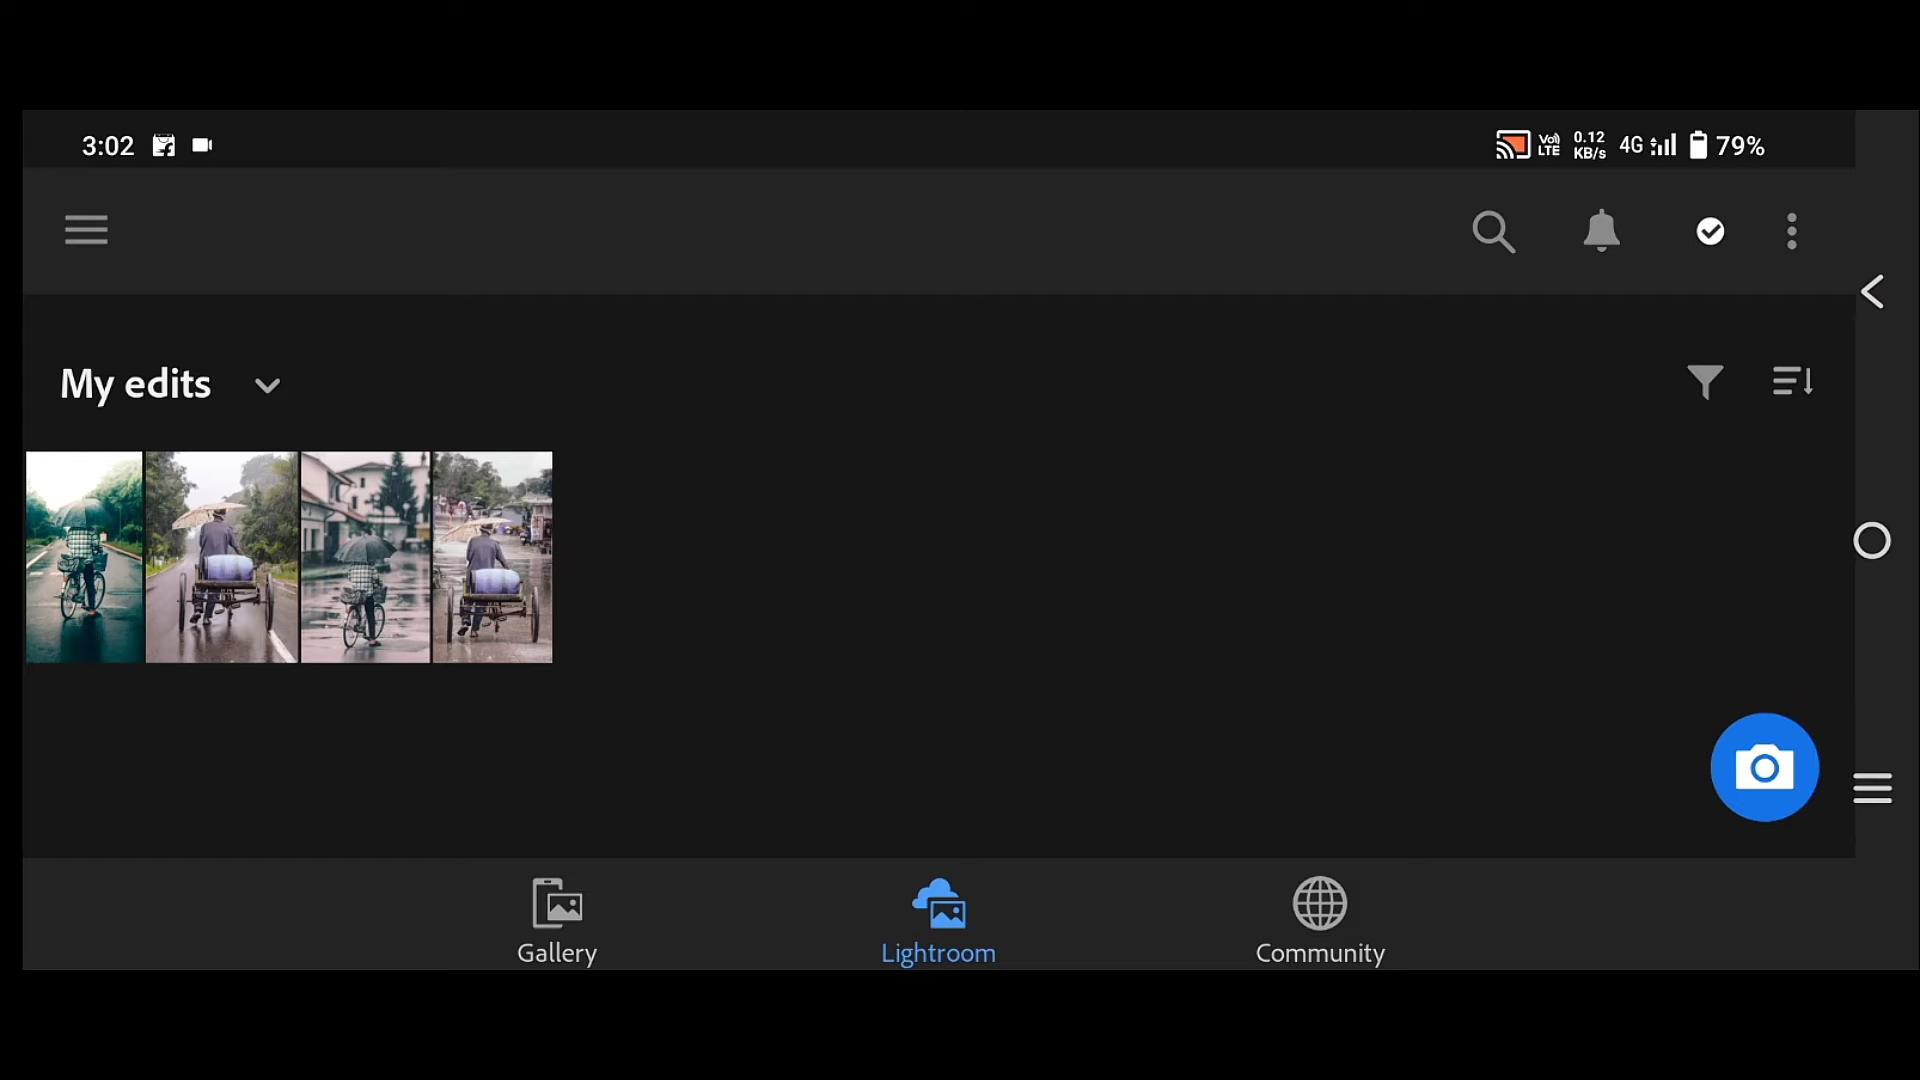 3:02
Vo)
LTE
0.12
KB/s
4G
79%
My edits
Gallery
Lightroom
Community